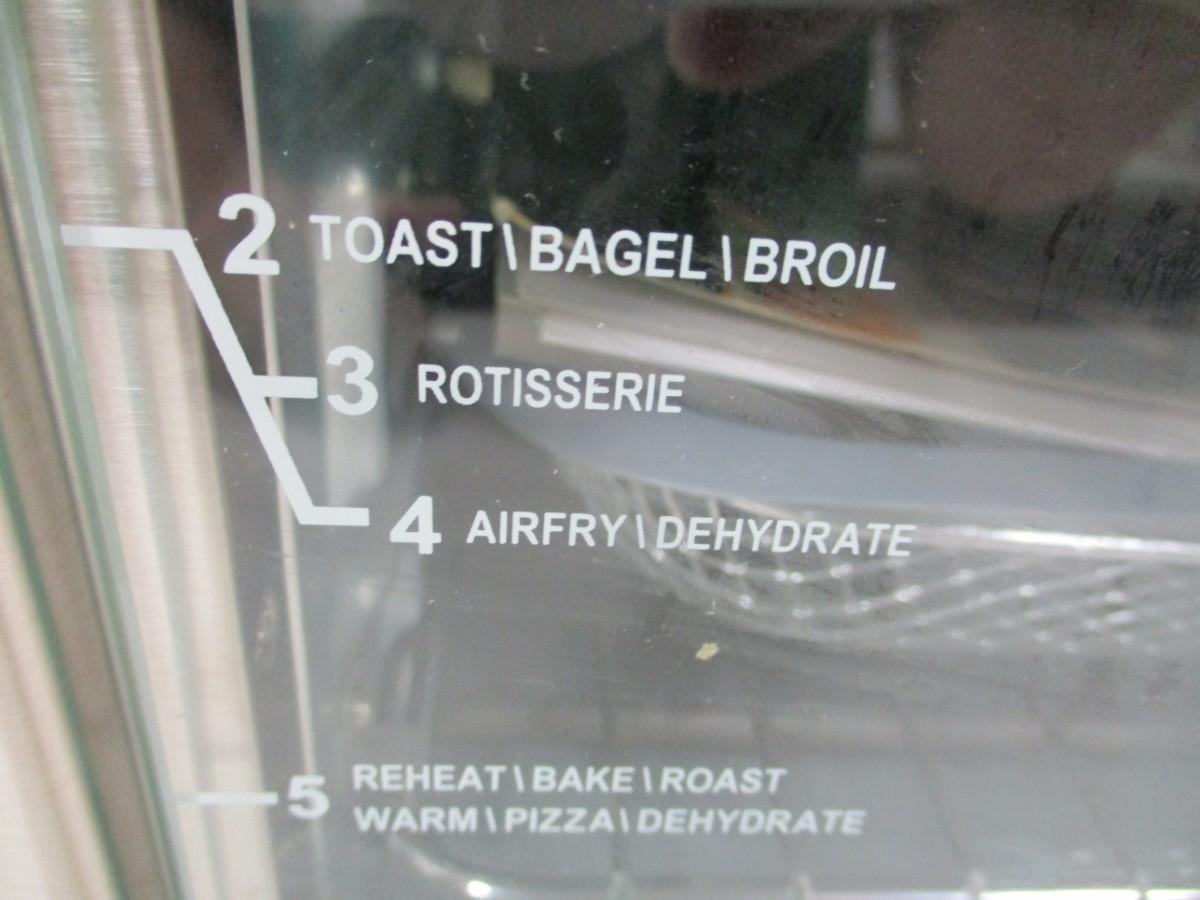 2 TOAST\BAGEL\BROIL
3 ROTISSERIE
4 AIRFRY\DEHYDRATE
5 REHEAT\BAKE\ROAST
WARM\PIZZA\DEHYDRATE